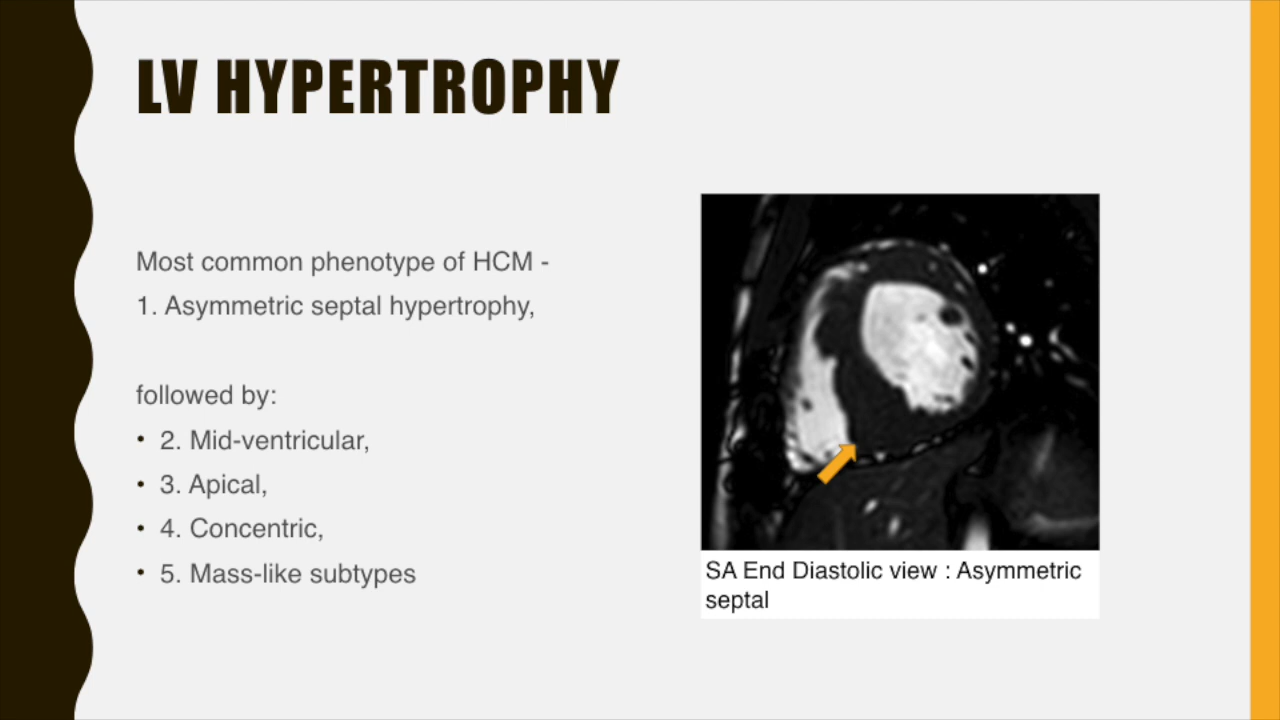 LV HYPERTROPHY
Most common phenotype of HCM -
1. Asymmetric septal hypertrophy,
followed by:
• 2. Mid-ventricular,
• 3. Apical,
• 4. Concentric,
• 5. Mass-like subtypes
SA End Diastolic view : Asymmetric
septal